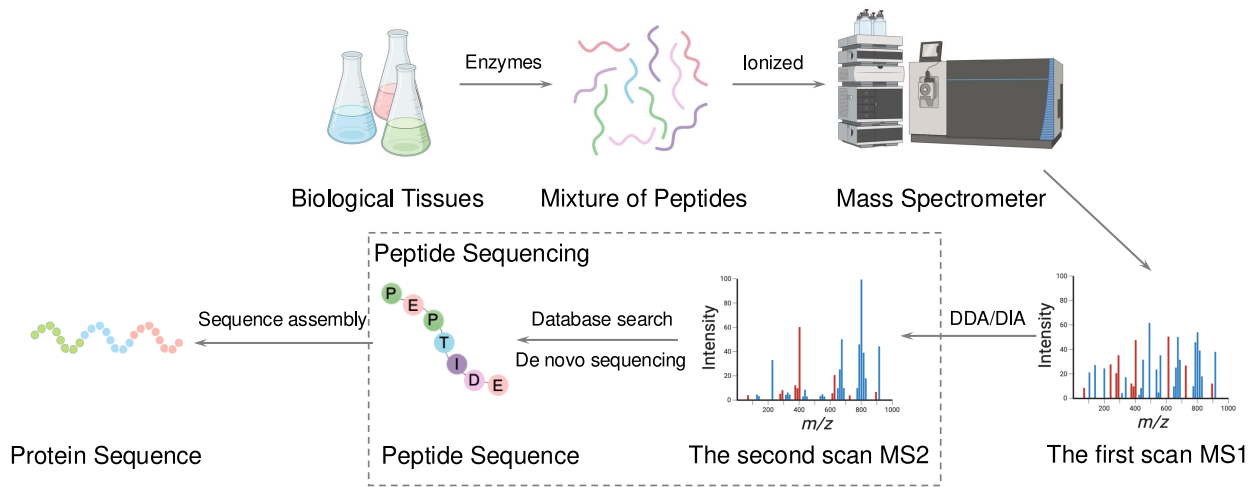 Enzymes
Ionized
Biological Tissues
Mixture of Peptides
Mass Spectrometer
Peptide Sequencing
P
E
P
T
I
D
E
Sequence assembly
Database search
De novo sequencing
DDA/DIA
Intensity
100
80
60
40
20
0
200 400 600 800 1000
m/z
Intensity
100
80
60
40
20
0
200 400 600 800 1000
m/z
Protein Sequence
Peptide Sequence
The second scan MS2
The first scan MS1